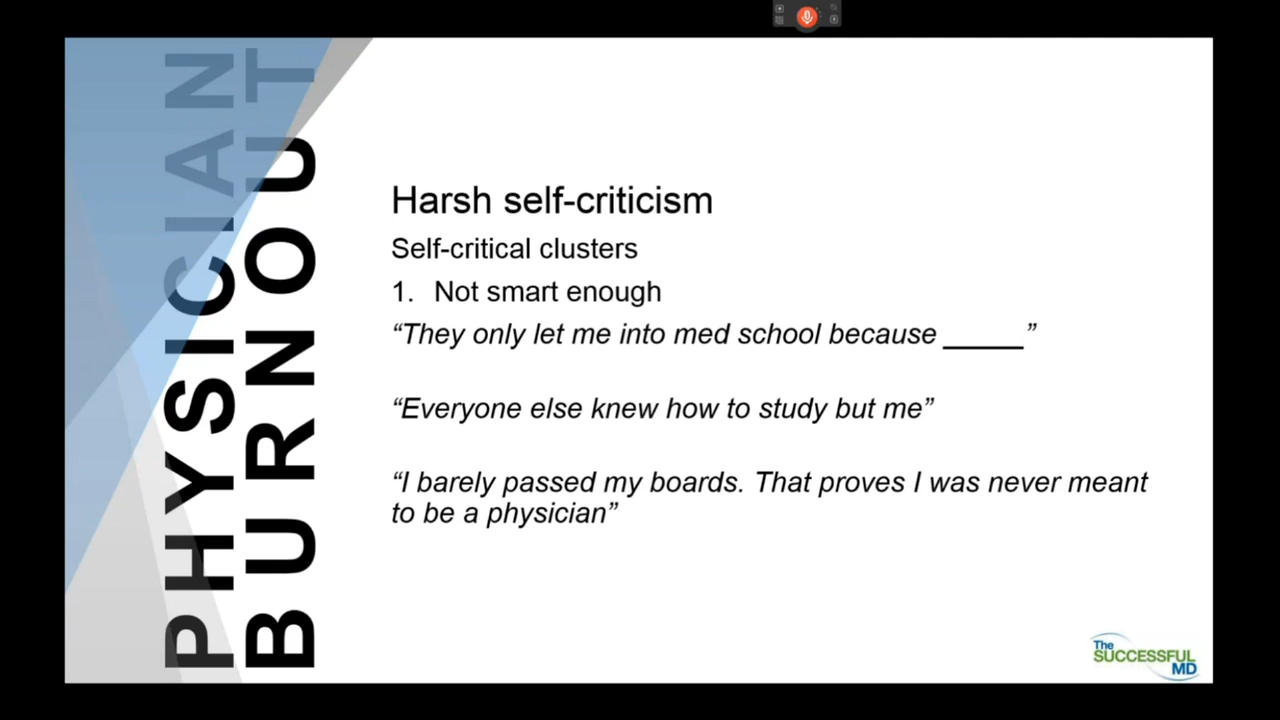 PHYSICIAN
BURNOUT
Harsh self-criticism
Self-critical clusters
1. Not smart enough
“They only let me into med school because _____”
“Everyone else knew how to study but me”
“I barely passed my boards. That proves I was never meant
to be a physician”
The
SUCCESSFUL
MD